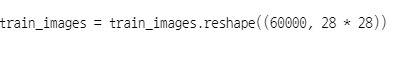 train_images = train_images.reshape((60000, 28 * 28))